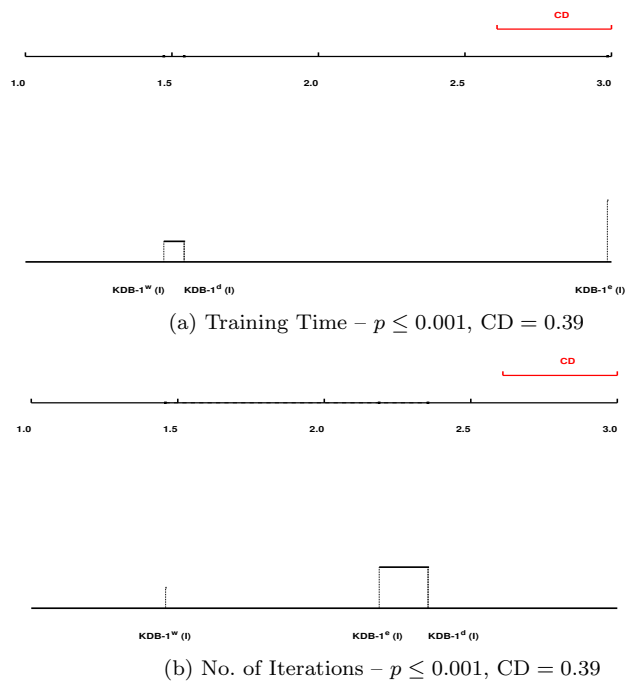 CD
1.0 1.5 2.0 2.5 3.0
KDB-1ʷ (I) KDB-1ᵈ (I) KDB-1ᵉ (I)
(a) Training Time – p ≤ 0.001, CD = 0.39
CD
1.0 1.5 2.0 2.5 3.0
KDB-1ʷ (I) KDB-1ᵉ (I) KDB-1ᵈ (I)
(b) No. of Iterations – p ≤ 0.001, CD = 0.39